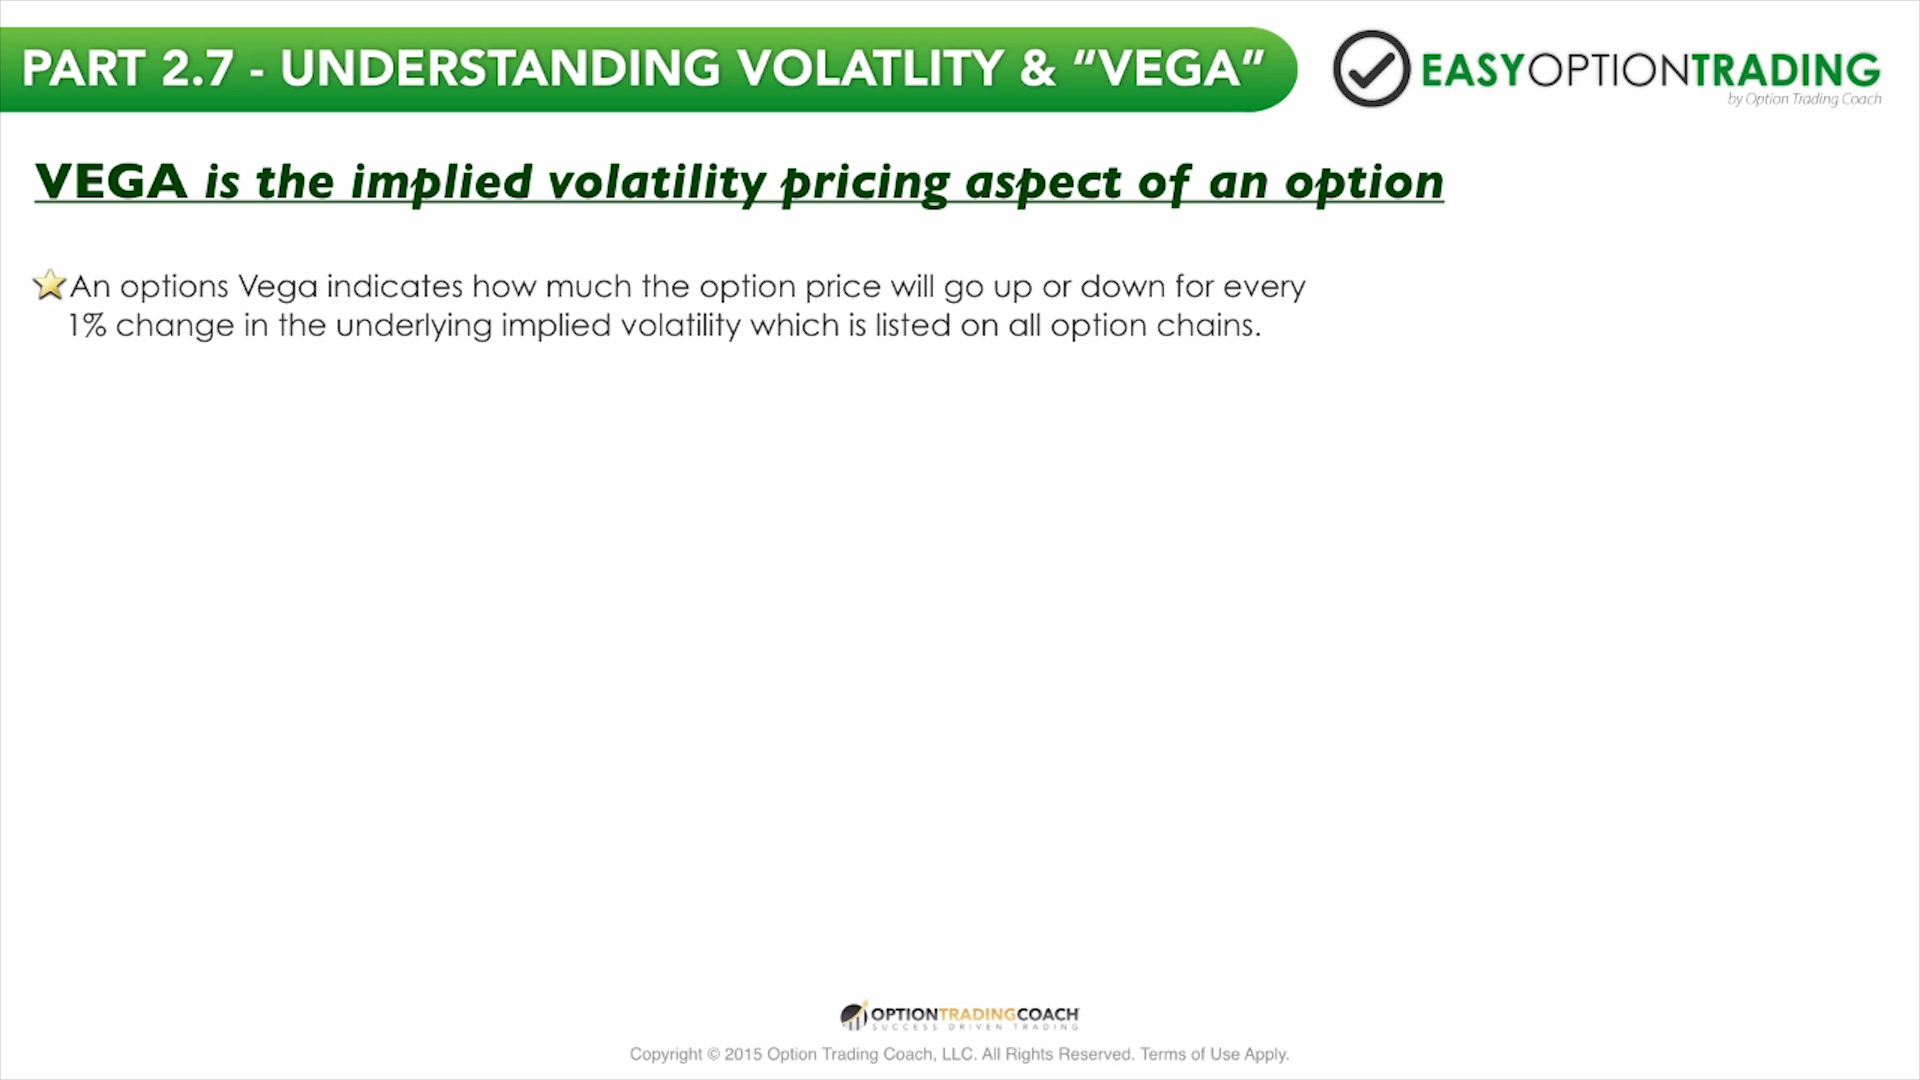 PART 2.7 - UNDERSTANDING VOLATLITY & “VEGA”
EASYOPTIONTRADING
by Option Trading Coach
VEGA is the implied volatility pricing aspect of an option
An options Vega indicates how much the option price will go up or down for every
1% change in the underlying implied volatility which is listed on all option chains.
OPTIONTRADINGCOACH
SUCCESS DRIVEN TRADING
Copyright © 2015 Option Trading Coach, LLC. All Rights Reserved. Terms of Use Apply.